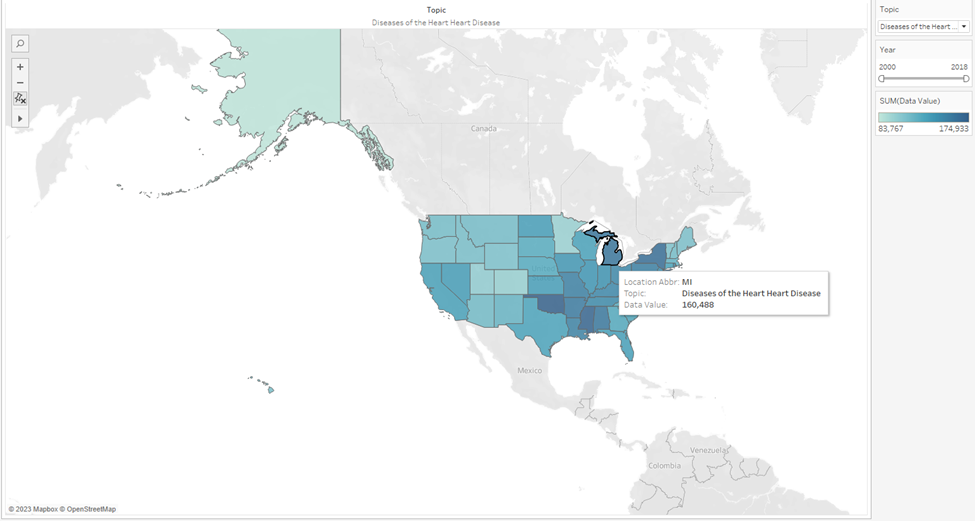 Topic
Diseases of the Heart Heart Disease
Canada
Location Abbr: MI
Topic: Diseases of the Heart Heart Disease
Data Value: 160,488
Mexico
Venezuela
Colombia
© 2023 Mapbox © OpenStreetMap
Topic
Diseases of the Heart ...
Year
2000 2018
SUM(Data Value)
83,767 174,933